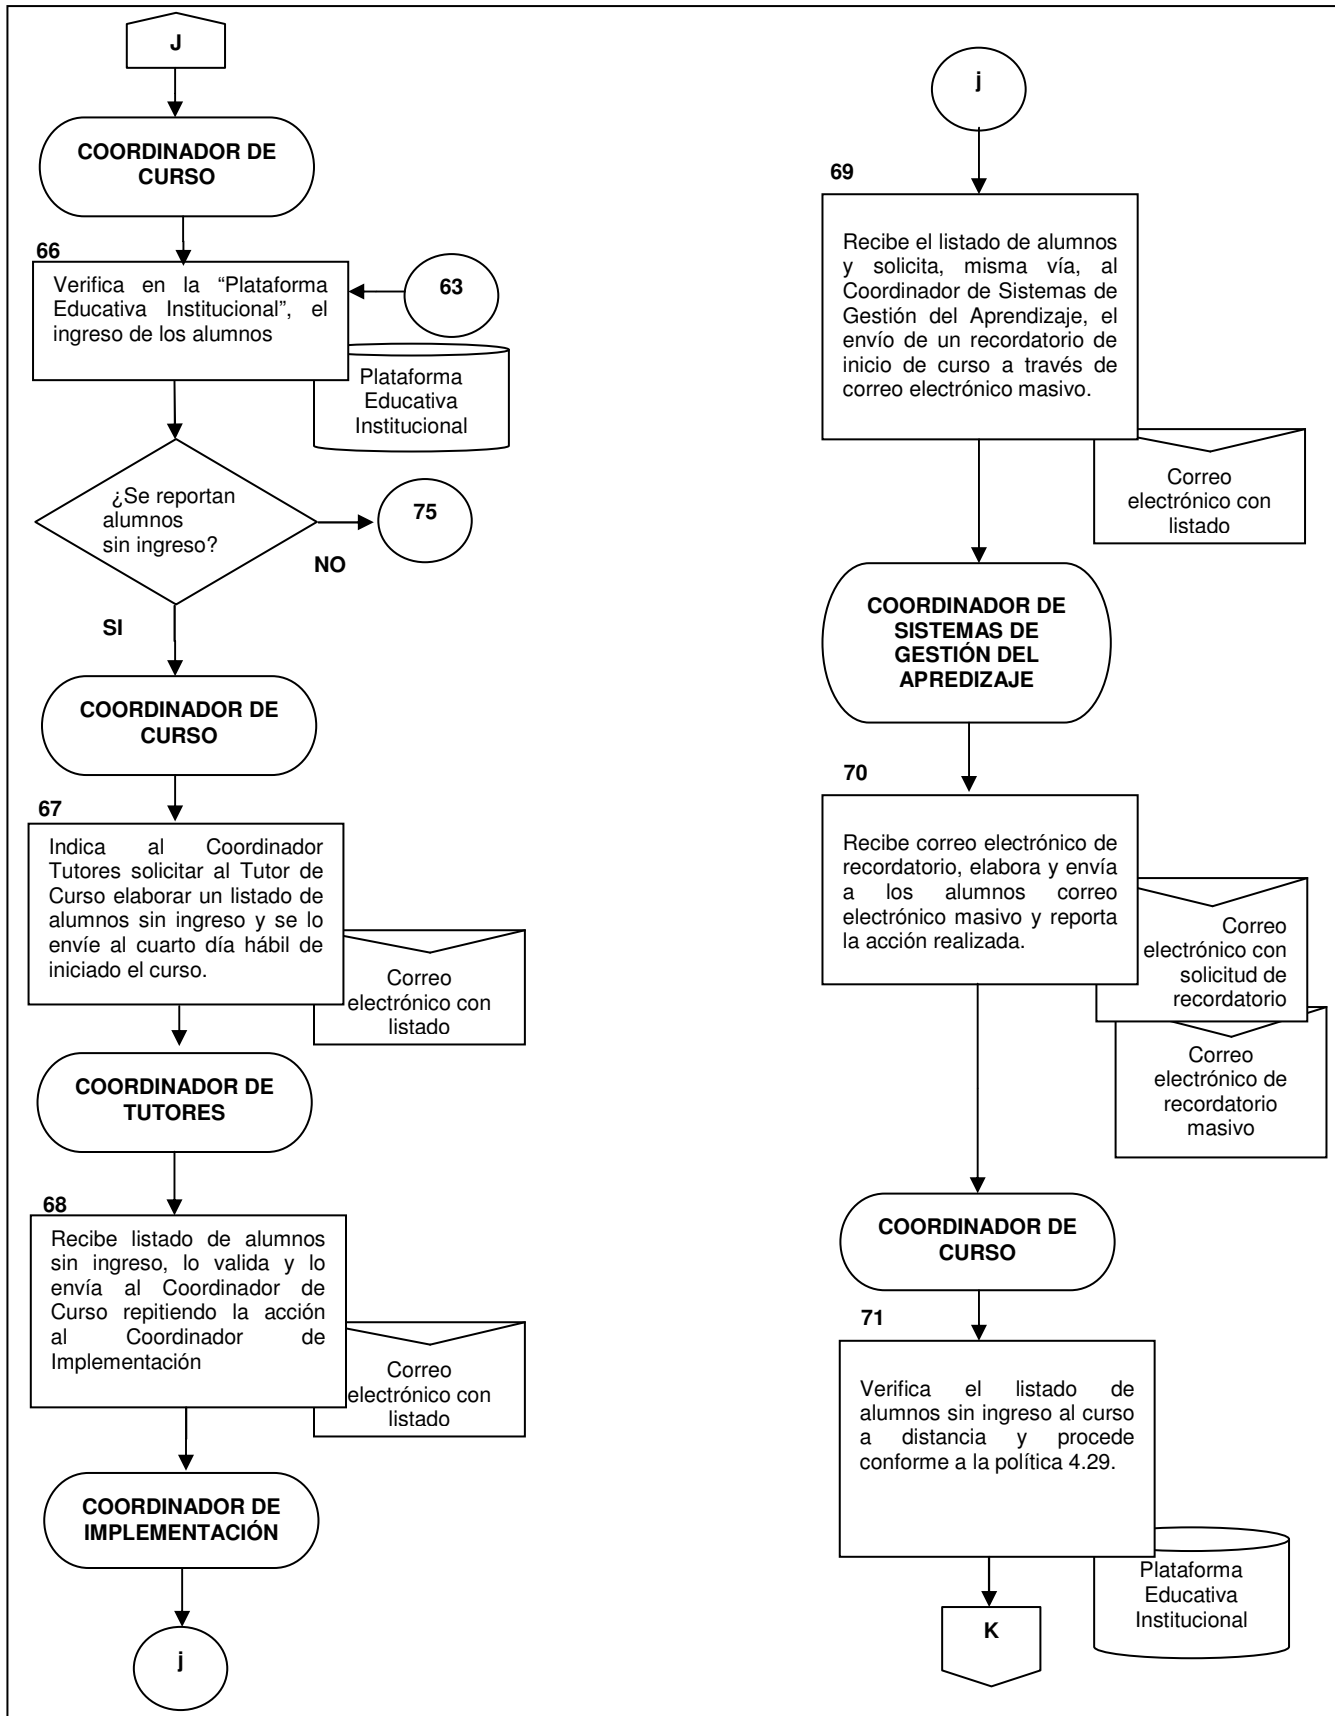 J
COORDINADOR DE
CURSO
66
Verifica en la “Plataforma
Educativa Institucional”, el
ingreso de los alumnos
63
Plataforma
Educativa
Institucional
¿Se reportan
alumnos
sin ingreso?
75
NO
SI
COORDINADOR DE
CURSO
67
Indica al Coordinador
Tutores solicitar al Tutor de
Curso elaborar un listado de
alumnos sin ingreso y se lo
envíe al cuarto día hábil de
iniciado el curso.
Correo
electrónico con
listado
COORDINADOR DE
TUTORES
68
Recibe listado de alumnos
sin ingreso, lo valida y lo
envía al Coordinador de
Curso repitiendo la acción
al Coordinador de
Implementación
Correo
electrónico con
listado
COORDINADOR DE
IMPLEMENTACIÓN
j
j
69
Recibe el listado de alumnos
y solicita, misma vía, al
Coordinador de Sistemas de
Gestión del Aprendizaje, el
envío de un recordatorio de
inicio de curso a través de
correo electrónico masivo.
Correo
electrónico con
listado
COORDINADOR DE
SISTEMAS DE
GESTIÓN DEL
APREDIZAJE
70
Recibe correo electrónico de
recordatorio, elabora y envía
a los alumnos correo
electrónico masivo y reporta
la acción realizada.
Correo
electrónico con
solicitud de
recordatorio
Correo
electrónico de
recordatorio
masivo
COORDINADOR DE
CURSO
71
Verifica el listado de
alumnos sin ingreso al curso
a distancia y procede
conforme a la política 4.29.
Plataforma
Educativa
Institucional
K